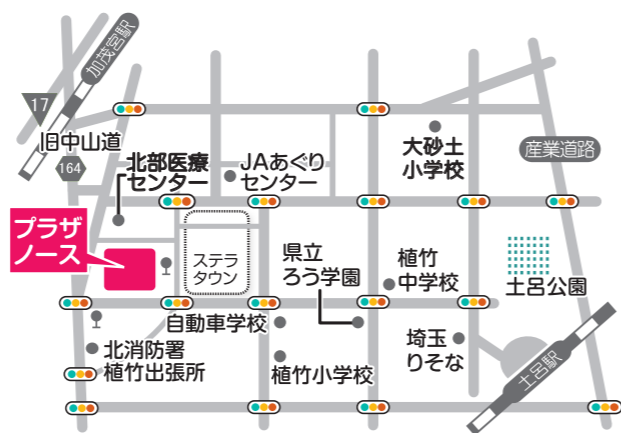 加茂宮駅
17
旧中山道
164
北部医療
センター
JAあぐり
センター
大砂土
小学校
産業道路
プラザ
ノース
ステラ
タウン
県立
ろう学園
植竹
中学校
土呂公園
自動車学校
北消防署
植竹出張所
植竹小学校
埼玉
りそな
土呂駅